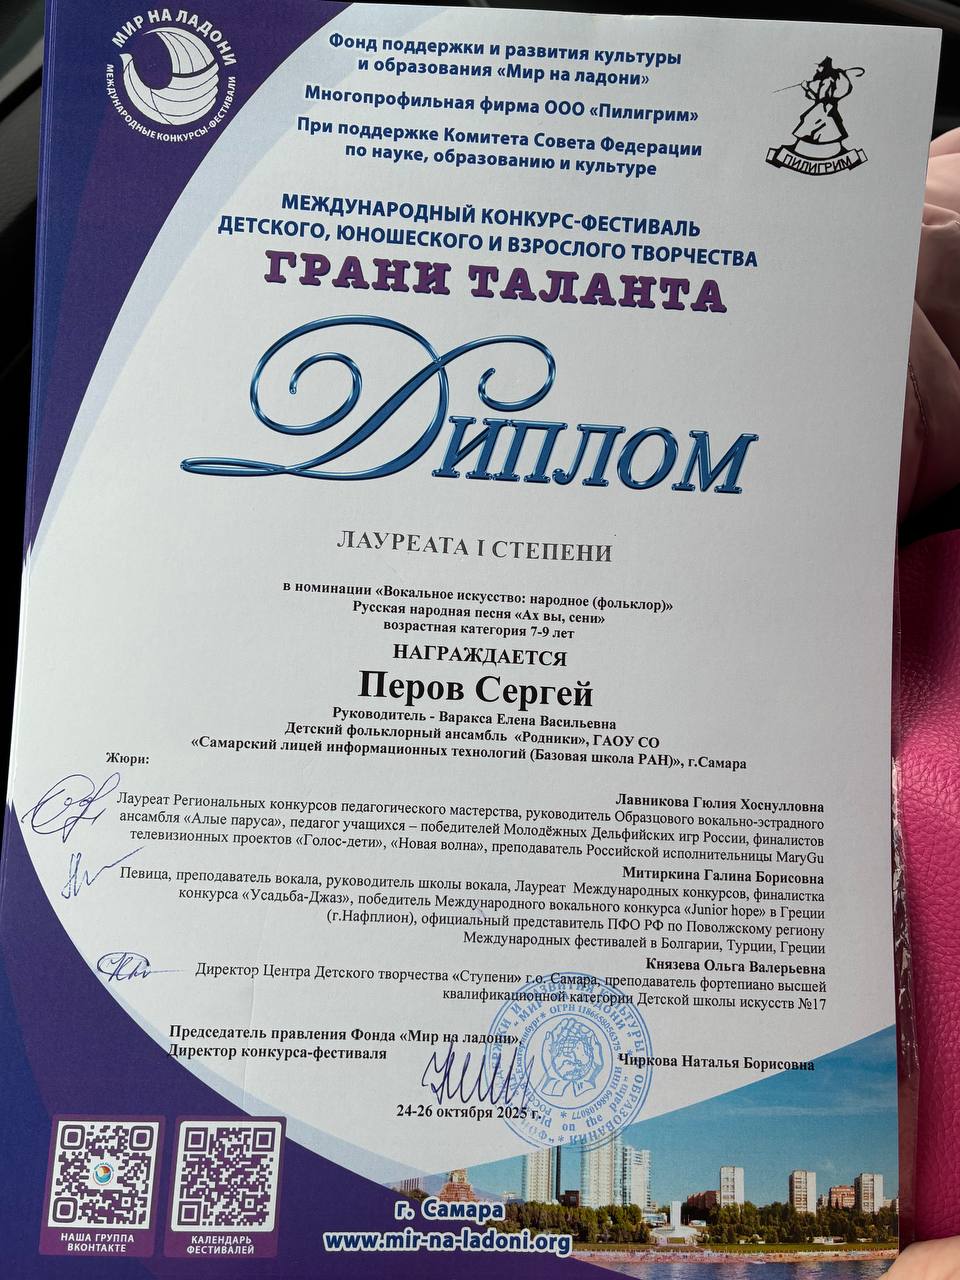 МИР НА ЛАДОНИ
МЕЖДУНАРОДНЫЕ КОНКУРСЫ-ФЕСТИВАЛИ
Фонд поддержки и развития культуры
и образования «Мир на ладони»
Многопрофильная фирма ООО «Пилигрим»
При поддержке Комитета Совета Федерации
по науке, образованию и культуре
ПИЛИГРИМ
МЕЖДУНАРОДНЫЙ КОНКУРС-ФЕСТИВАЛЬ
ДЕТСКОГО, ЮНОШЕСКОГО И ВЗРОСЛОГО ТВОРЧЕСТВА
ГРАНИ ТАЛАНТА
Диплом
ЛАУРЕАТА I СТЕПЕНИ
в номинации «Вокальное искусство: народное (фольклор)»
Русская народная песня «Ах вы, сени»
возрастная категория 7-9 лет
НАГРАЖДАЕТСЯ
Перов Сергей
Руководитель -Варакса Елена Васильевна
Детский фольклорный ансамбль «Родники», ГАОУ СО
«Самарский лицей информационных технологий (Базовая школа РАН)», г.Самара
Жюри:
Лавникова Гюлия Хоснулловна
Лауреат Региональных конкурсов педагогического мастерства, руководитель Образцового вокально-эстрадного
ансамбля «Алые паруса», педагог учащихся – победителей Молодёжных Дельфийских игр России, финалистов
телевизионных проектов «Голос-дети», «Новая волна», преподаватель Российской исполнительницы MaryGu
Митиркина Галина Борисовна
Певица, преподаватель вокала, руководитель школы вокала, Лауреат Международных конкурсов, финалистка
конкурса «Усадьба-Джаз», победитель Международного вокального конкурса «Junior hope» в Греции
(г.Нафплион), официальный представитель ПФО РФ по Поволжскому региону
Международных фестивалей в Болгарии, Турции, Греции
Князева Ольга Валерьевна
Директор Центра Детского творчества «Ступени» г.о. Самара, преподаватель фортепиано высшей
квалификационной категории Детской школы искусств №17
Председатель правления Фонда «Мир на ладони»,
Директор конкурса-фестиваля
Чиркова Наталья Борисовна
24-26 октября 2025 г.
НАША ГРУППА
ВКОНТАКТЕ
КАЛЕНДАРЬ
ФЕСТИВАЛЕЙ
г. Самара
www.mir-na-ladoni.org